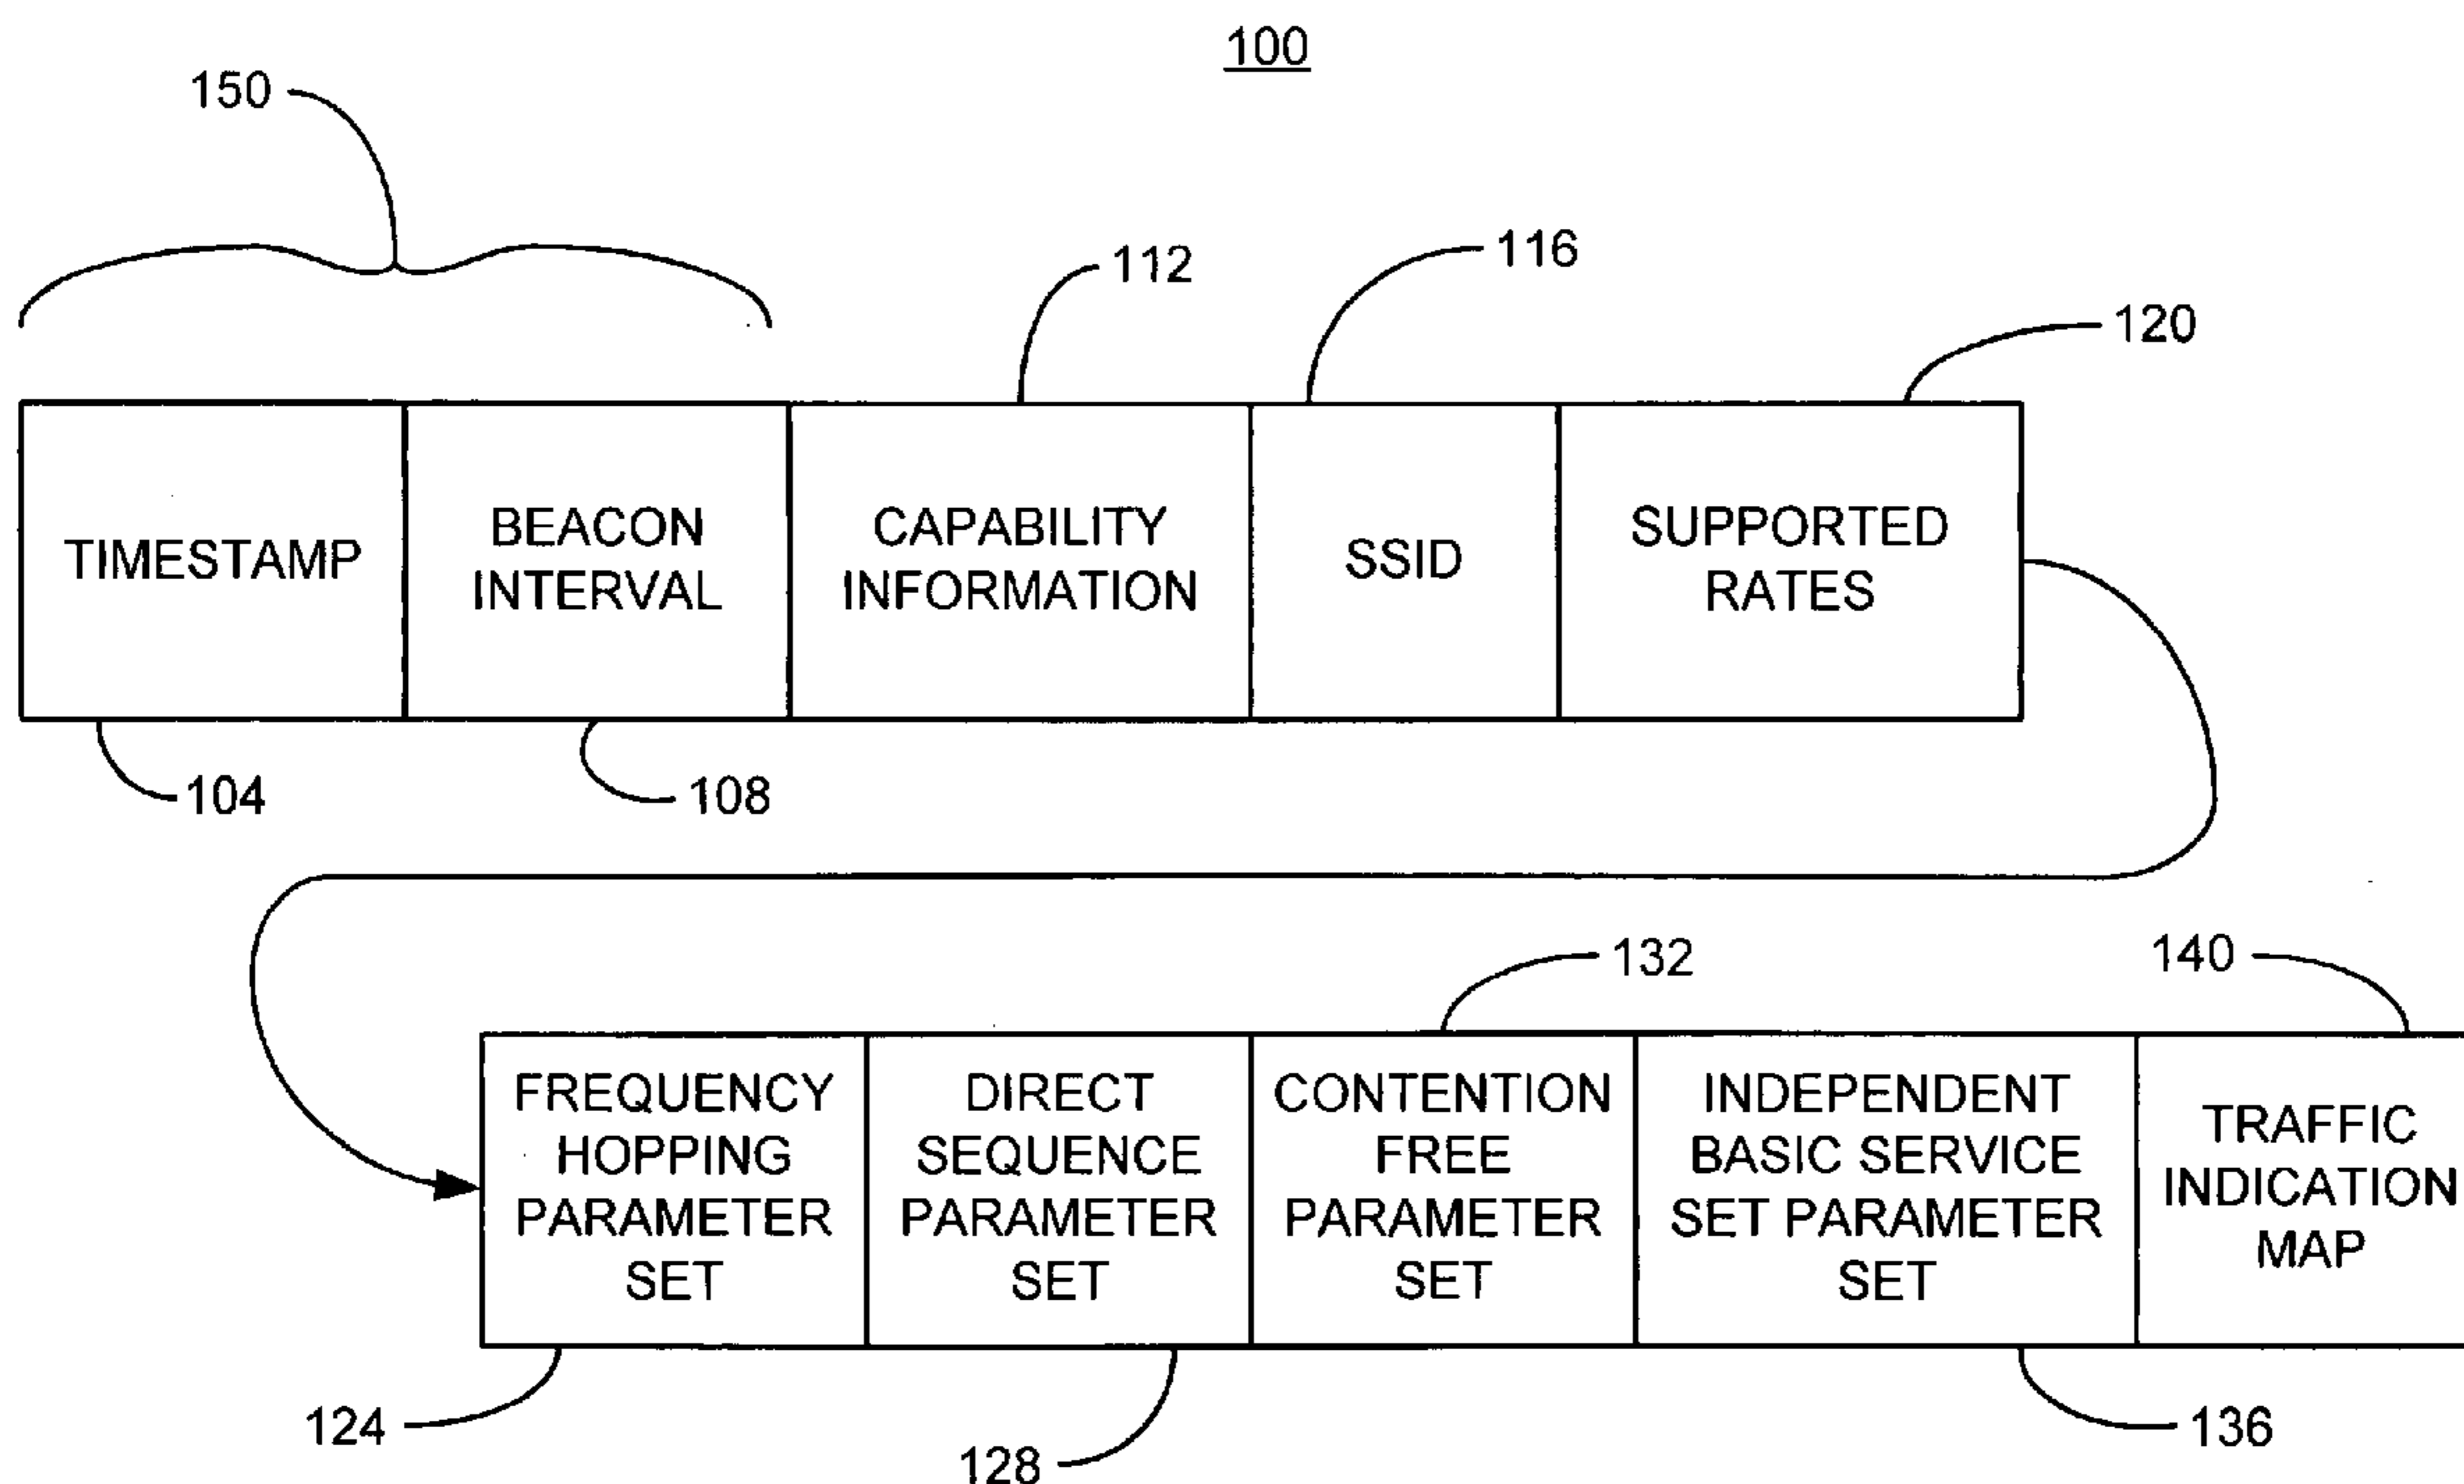 100
150
112
116
120
TIMESTAMP
BEACON
INTERVAL
CAPABILITY
INFORMATION
SSID
SUPPORTED
RATES
104
108
132
140
FREQUENCY
HOPPING
PARAMETER
SET
DIRECT
SEQUENCE
PARAMETER
SET
CONTENTION
FREE
PARAMETER
SET
INDEPENDENT
BASIC SERVICE
SET PARAMETER
SET
TRAFFIC
INDICATION
MAP
124
128
136